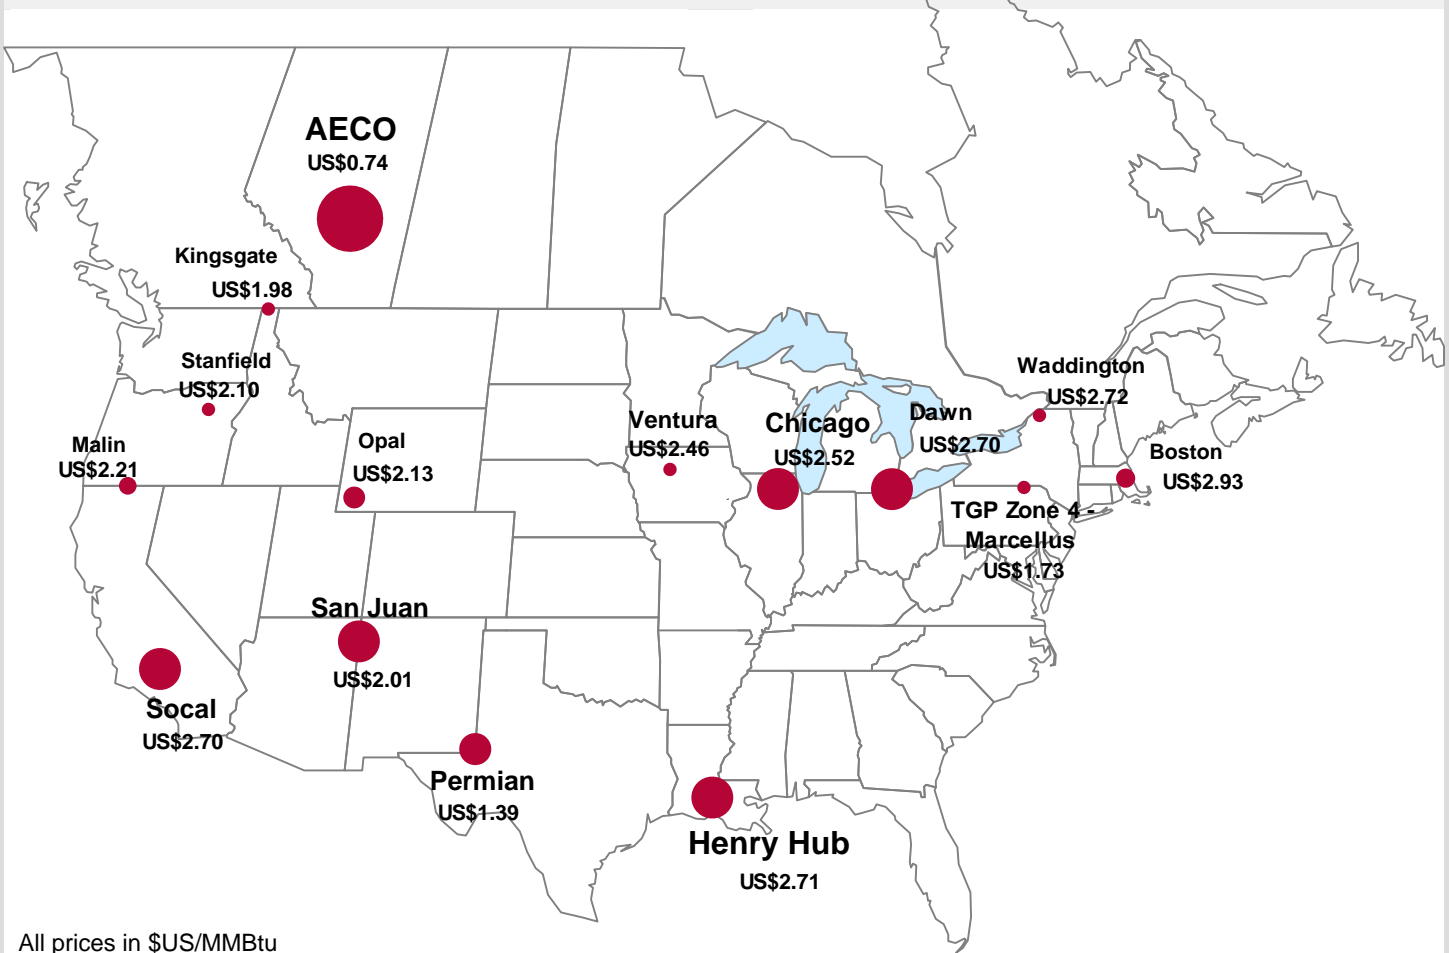 AECO
US$0.74
Kingsgate
US$1.98
Stanfield
US$2.10
Malin
US$2.21
Opal
US$2.13
Ventura
US$2.46
Chicago
US$2.52
Dawn
US$2.70
Waddington
US$2.72
Boston
US$2.93
TGP Zone 4 -
Marcellus
US$1.73
San Juan
US$2.01
Socal
US$2.70
Permian
US$1.39
Henry Hub
US$2.71
All prices in $US/MMBtu